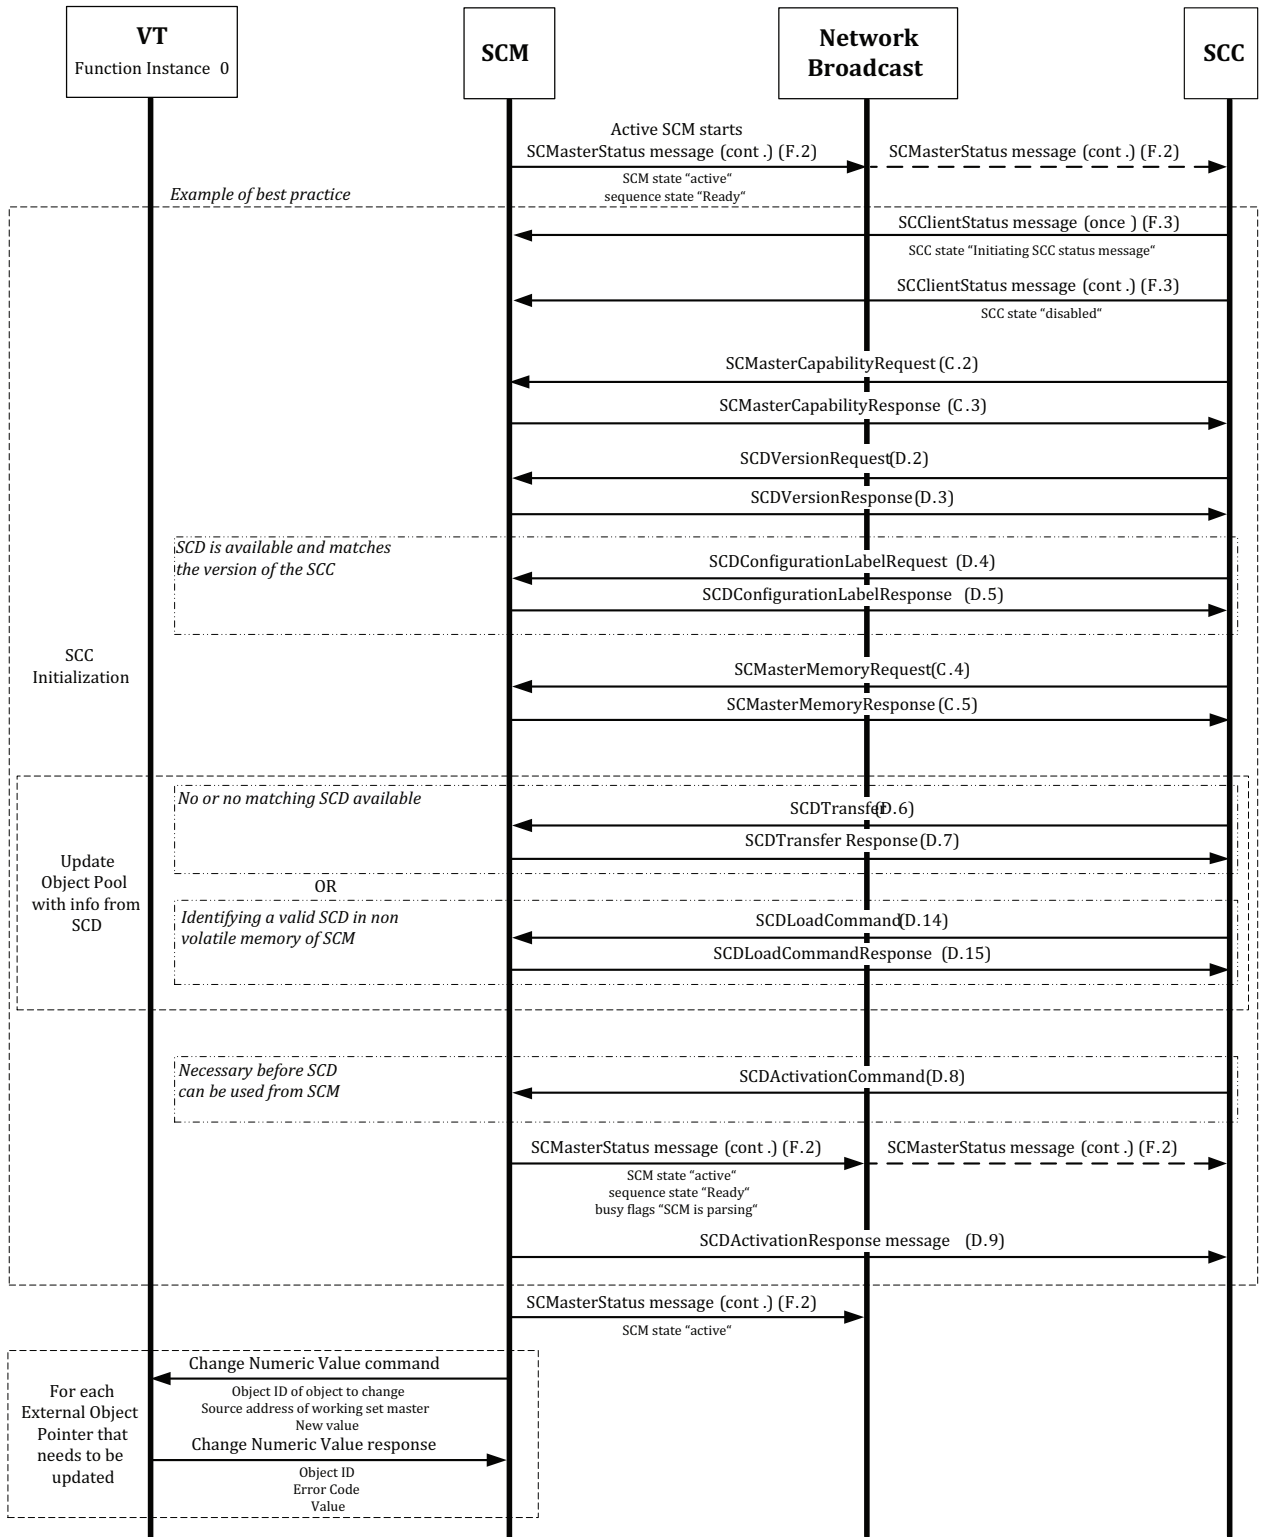 VT
Function Instance 0
SCM
Network
Broadcast
SCC
Active SCM starts
SCMasterStatus message (cont .) (F.2)
SCMasterStatus message (cont .) (F.2)
SCM state “active“
sequence state “Ready“
Example of best practice
SCClientStatus message (once ) (F.3)
SCC state “Initiating SCC status message“
SCClientStatus message (cont .) (F.3)
SCC state “disabled“
SCMasterCapabilityRequest (C.2)
SCMasterCapabilityResponse (C.3)
SCDVersionRequest(D.2)
SCDVersionResponse (D.3)
SCD is available and matches
the version of the SCC
SCDConfigurationLabelRequest (D.4)
SCDConfigurationLabelResponse (D.5)
SCC
Initialization
SCMasterMemoryRequest(C.4)
SCMasterMemoryResponse (C.5)
No or no matching SCD available
SCDTransfer(D.6)
SCDTransfer Response (D.7)
Update
Object Pool
with info from
SCD
OR
Identifying a valid SCD in non
volatile memory of SCM
SCDLoadCommand(D.14)
SCDLoadCommandResponse (D.15)
Necessary before SCD
can be used from SCM
SCDActivationCommand(D.8)
SCMasterStatus message (cont .) (F.2)
SCMasterStatus message (cont .) (F.2)
SCM state “active“
sequence state “Ready“
busy flags “SCM is parsing“
SCDActivationResponse message (D.9)
SCMasterStatus message (cont .) (F.2)
SCM state “active“
For each
External Object
Pointer that
needs to be
updated
Change Numeric Value command
Object ID of object to change
Source address of working set master
New value
Change Numeric Value response
Object ID
Error Code
Value